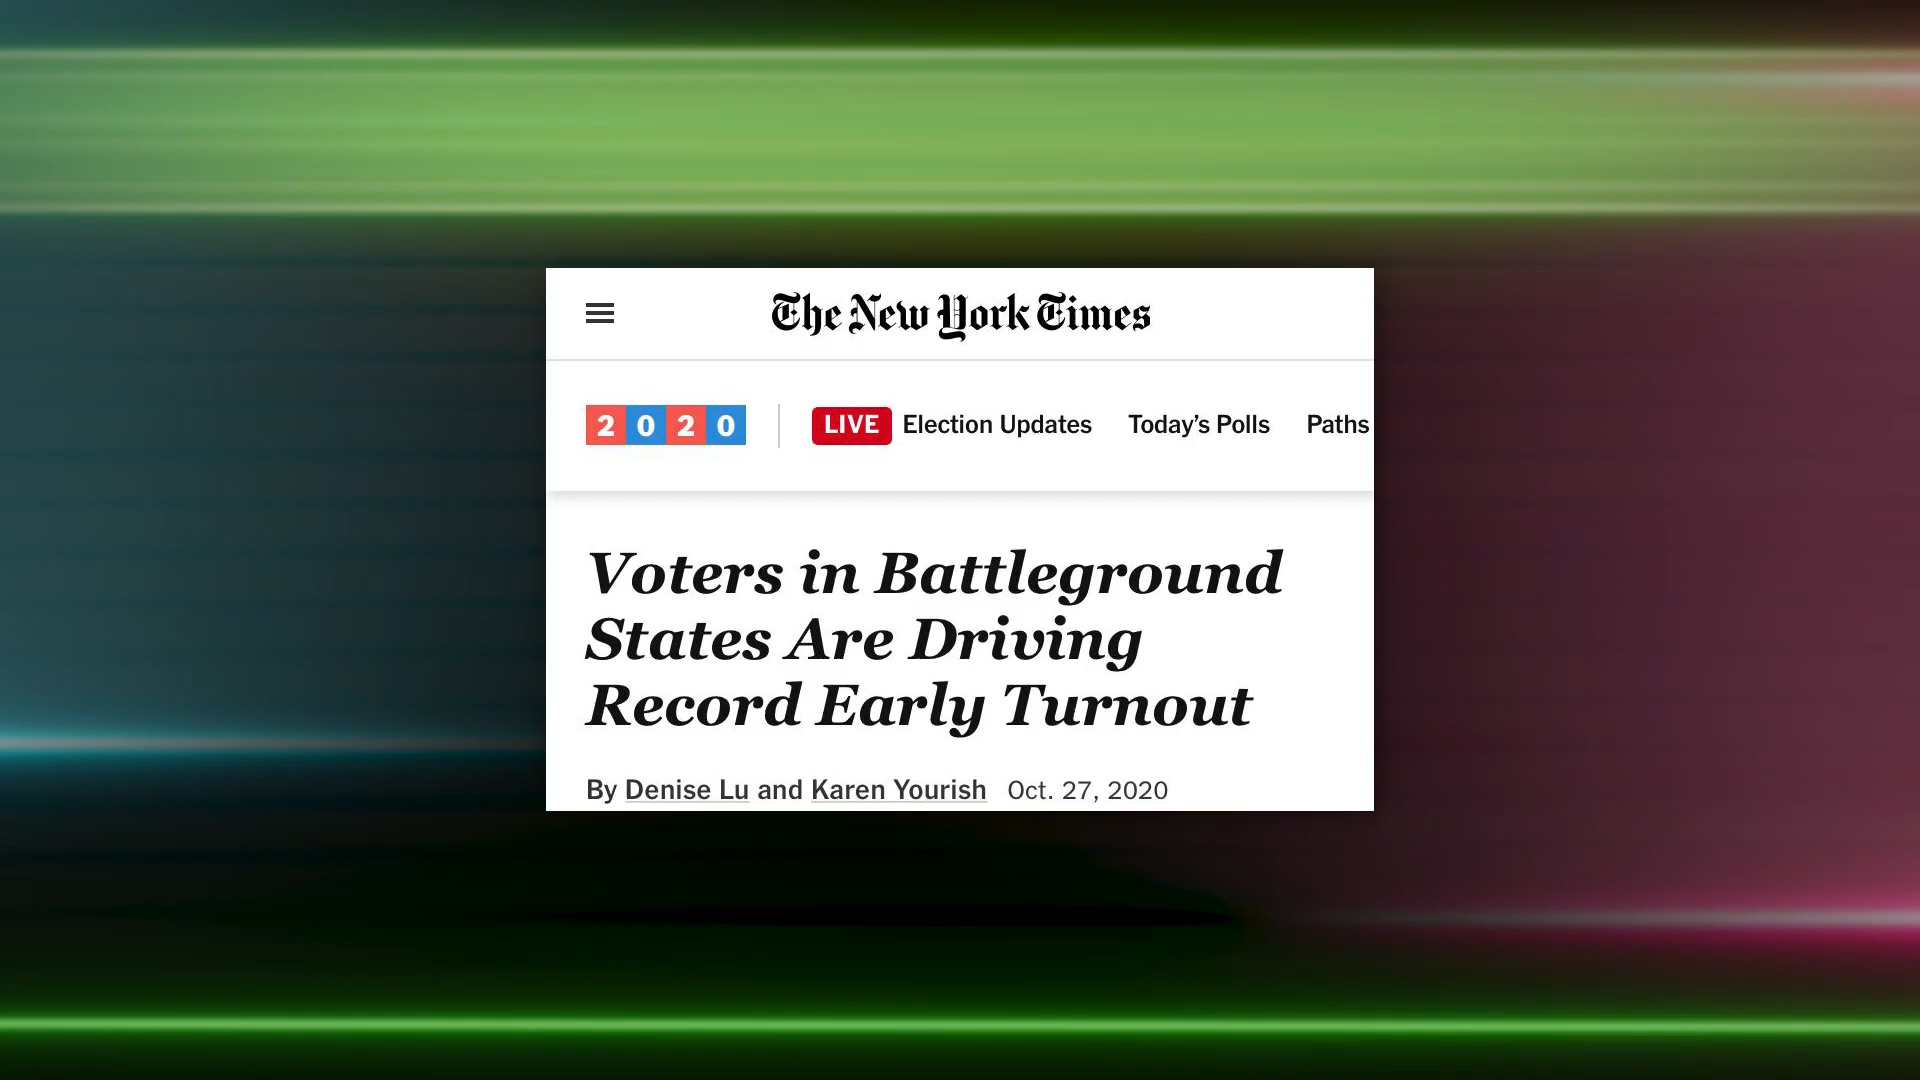 The New York Times
2020 LIVE Election Updates Today’s Polls Paths
Voters in Battleground
States Are Driving
Record Early Turnout
By Denise Lu and Karen Yourish Oct. 27, 2020